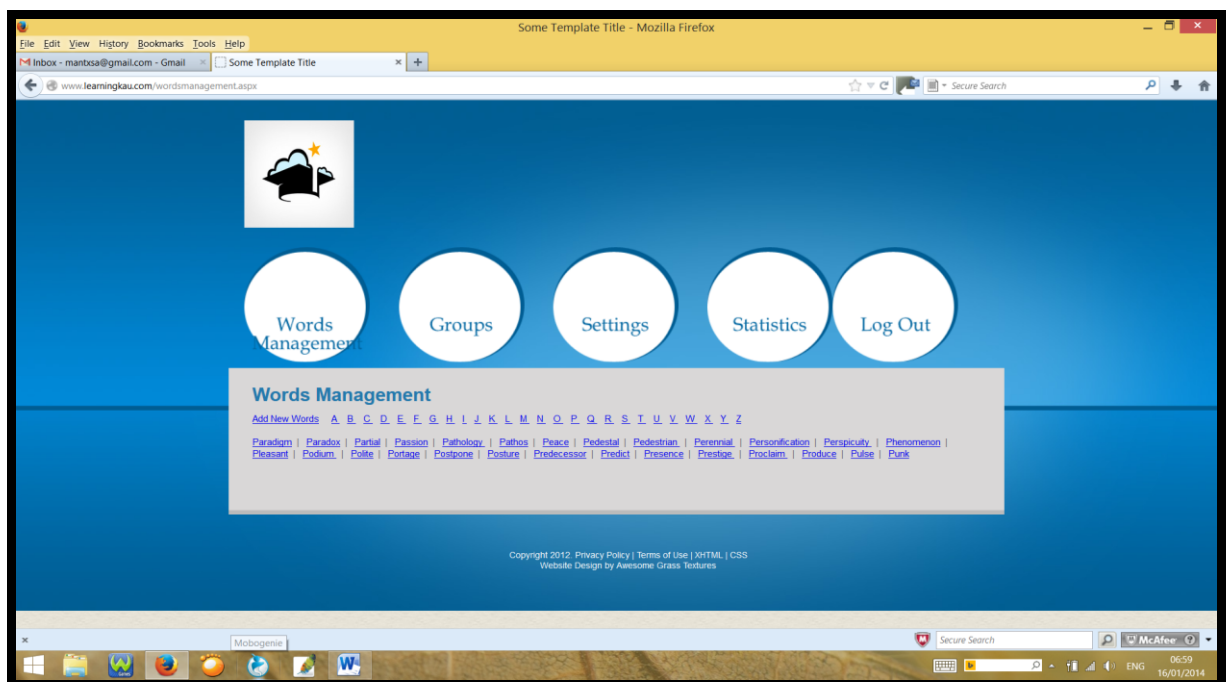 Some Template Title - Mozilla Firefox
File Edit View History Bookmarks Tools Help
Inbox - mantxsa@gmail.com - Gmail × Some Template Title × +
www.learningkau.com/wordsmanagement.aspx Secure Search
Words Management
Groups
Settings
Statistics
Log Out
Words Management
Add New Words A B C D E F G H I J K L M N O P Q R S T U V W X Y Z
Paradigm | Paradox | Partial | Passion | Pathology | Pathos | Peace | Pedestal | Pedestrian | Perennial | Personification | Perspicuity | Phenomenon |
Pleasant | Podium | Polite | Portage | Postpone | Posture | Predecessor | Predict | Presence | Prestige | Proclaim | Produce | Pulse | Punk
Copyright 2012. Privacy Policy | Terms of Use | XHTML | CSS
Website Design by Awesome Grass Textures
× Mobogenie Secure Search McAfee
ENG 06:59
16/01/2014